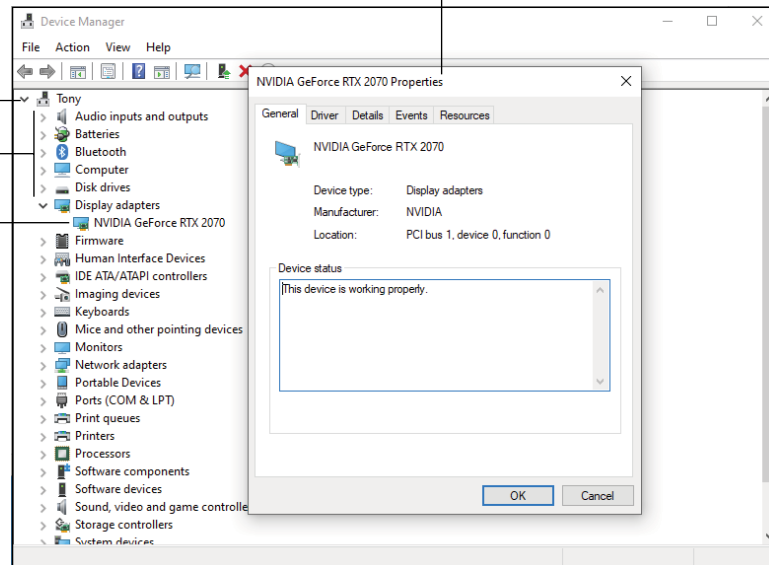 Device Manager
File Action View Help
Tony
Audio inputs and outputs
Batteries
Bluetooth
Computer
Disk drives
Display adapters
NVIDIA GeForce RTX 2070
Firmware
Human Interface Devices
IDE ATA/ATAPI controllers
Imaging devices
Keyboards
Mice and other pointing devices
Monitors
Network adapters
Portable Devices
Ports (COM & LPT)
Print queues
Printers
Processors
Software components
Software devices
Sound, video and game controlle
Storage controllers
System devices
NVIDIA GeForce RTX 2070 Properties
General Driver Details Events Resources
NVIDIA GeForce RTX 2070
Device type: Display adapters
Manufacturer: NVIDIA
Location: PCI bus 1, device 0, function 0
Device status
This device is working properly.
OK Cancel